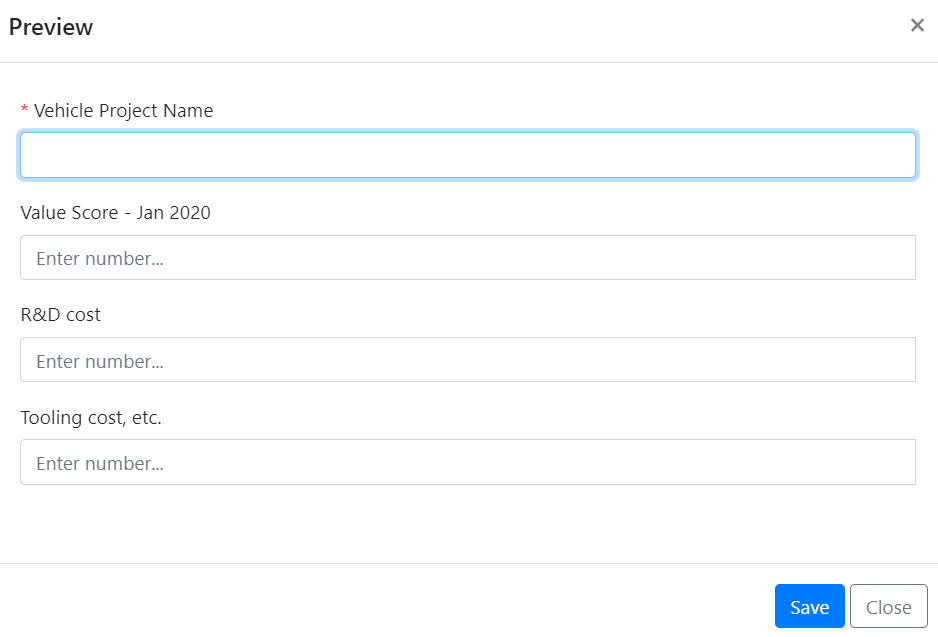 Preview ×
* Vehicle Project Name
Value Score - Jan 2020
Enter number...
R&D cost
Enter number...
Tooling cost, etc.
Enter number...
Save Close